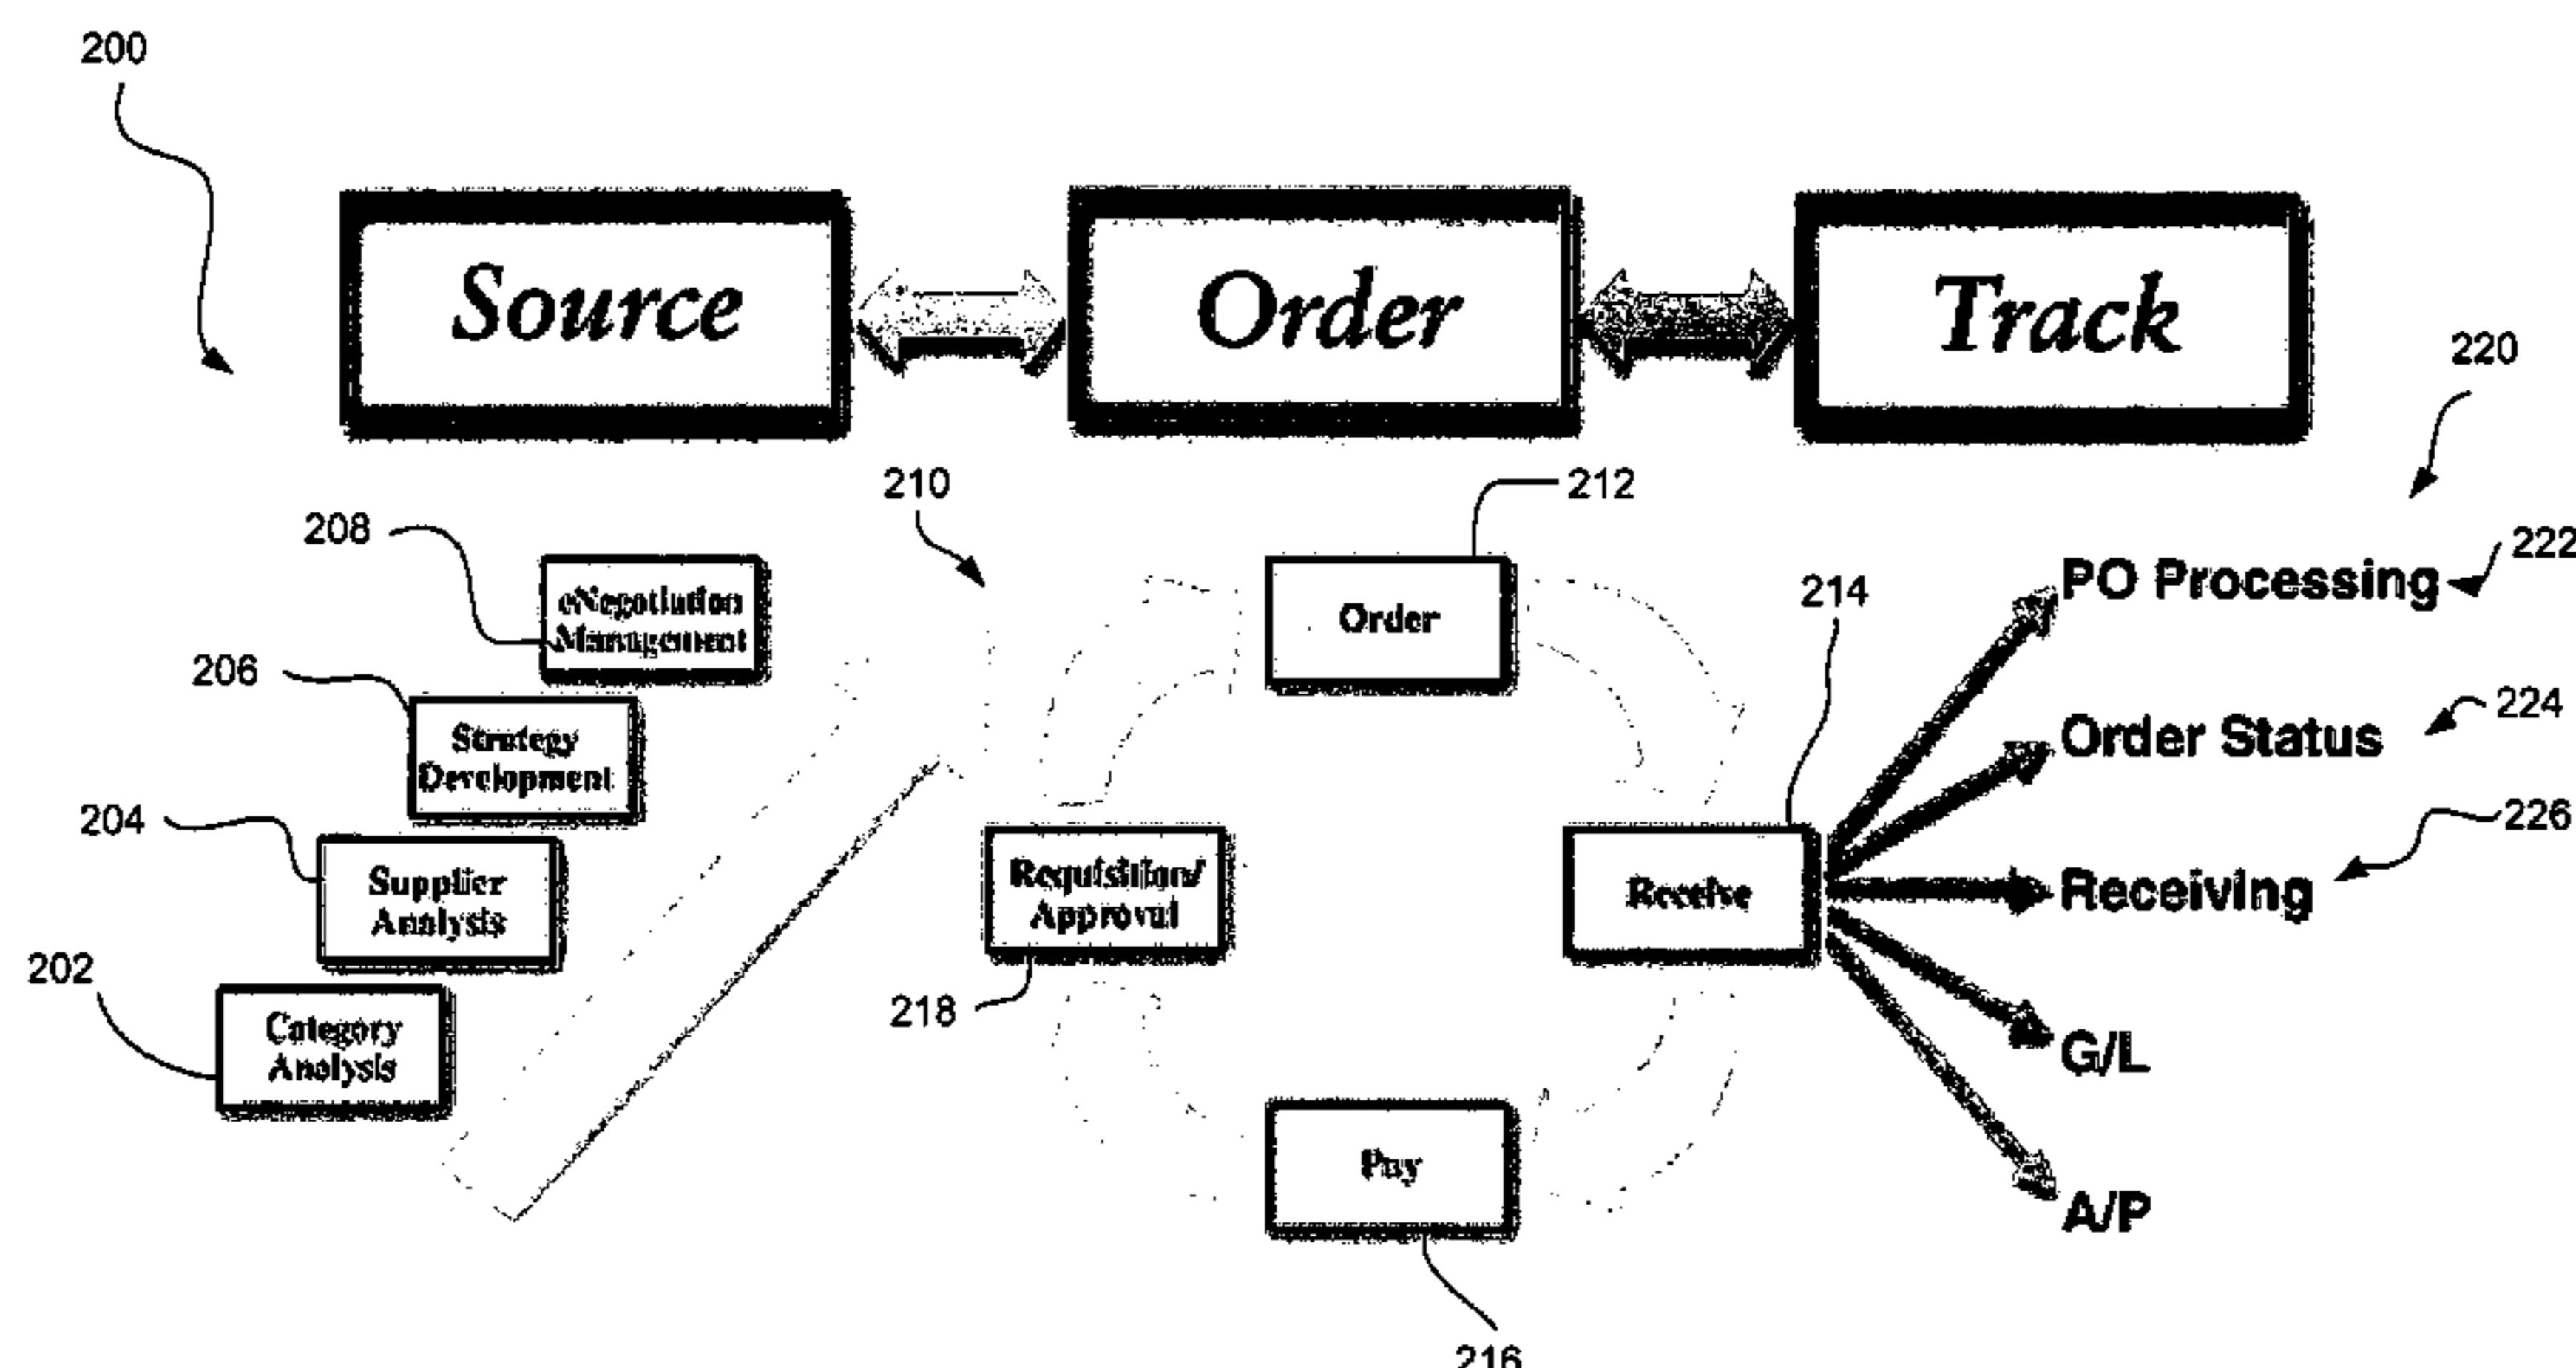 200
Source
Order
Track
220
210
212
208
222
eNegotiation
Management
Order
PO Processing
214
206
Strategy
Development
224
Order Status
204
226
Supplier
Analysis
Requisition/
Approval
Receive
Receiving
202
218
Category
Analysis
G/L
Pay
A/P
216